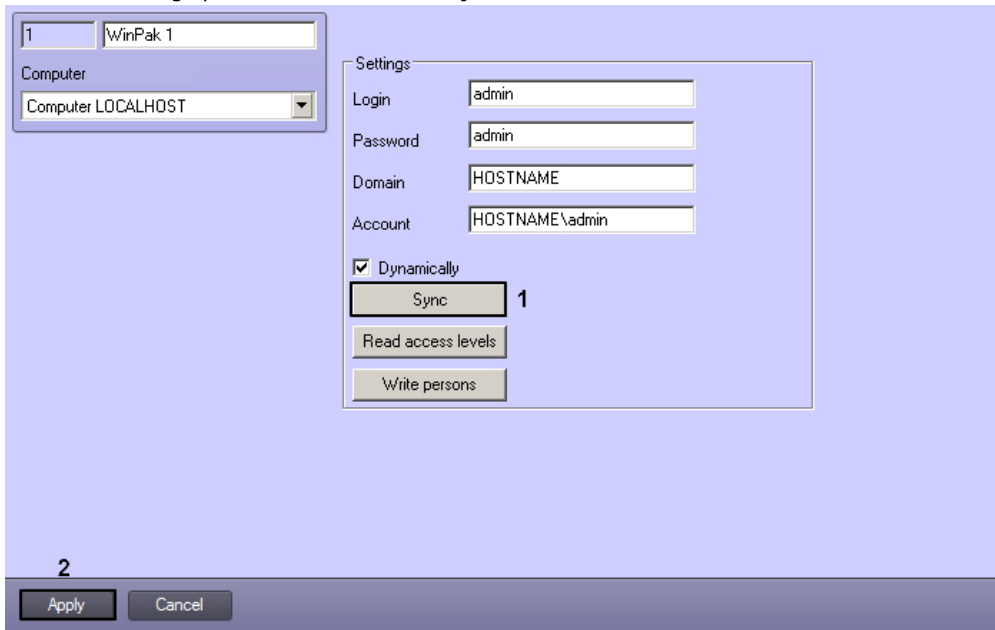 1 WinPak 1
Computer
Computer LOCALHOST
Settings
Login admin
Password admin
Domain HOSTNAME
Account HOSTNAME\admin
Dynamically
Sync 1
Read access levels
Write persons
2
Apply Cancel